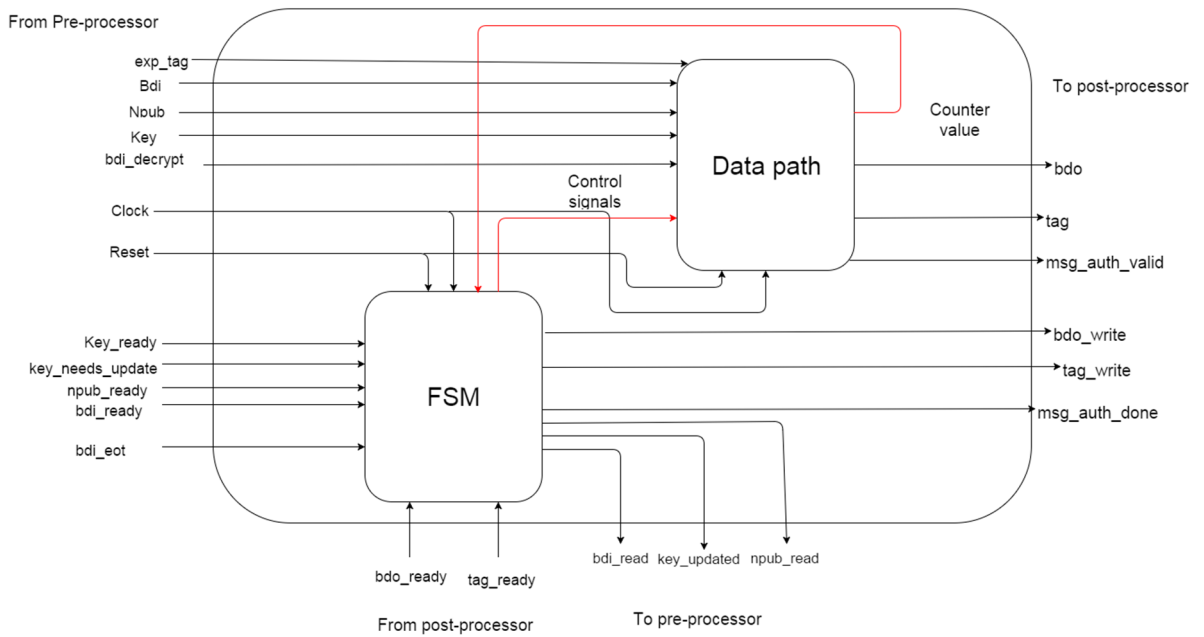 From Pre-processor
exp_tag
Bdi
Npub
Key
bdi_decrypt
Clock
Reset
Control
signals
Data path
Counter
value
To post-processor
bdo
tag
msg_auth_valid
Key_ready
key_needs_update
npub_ready
bdi_ready
bdi_eot
FSM
bdo_write
tag_write
msg_auth_done
bdo_ready
tag_ready
bdi_read
key_updated
npub_read
From post-processor
To pre-processor